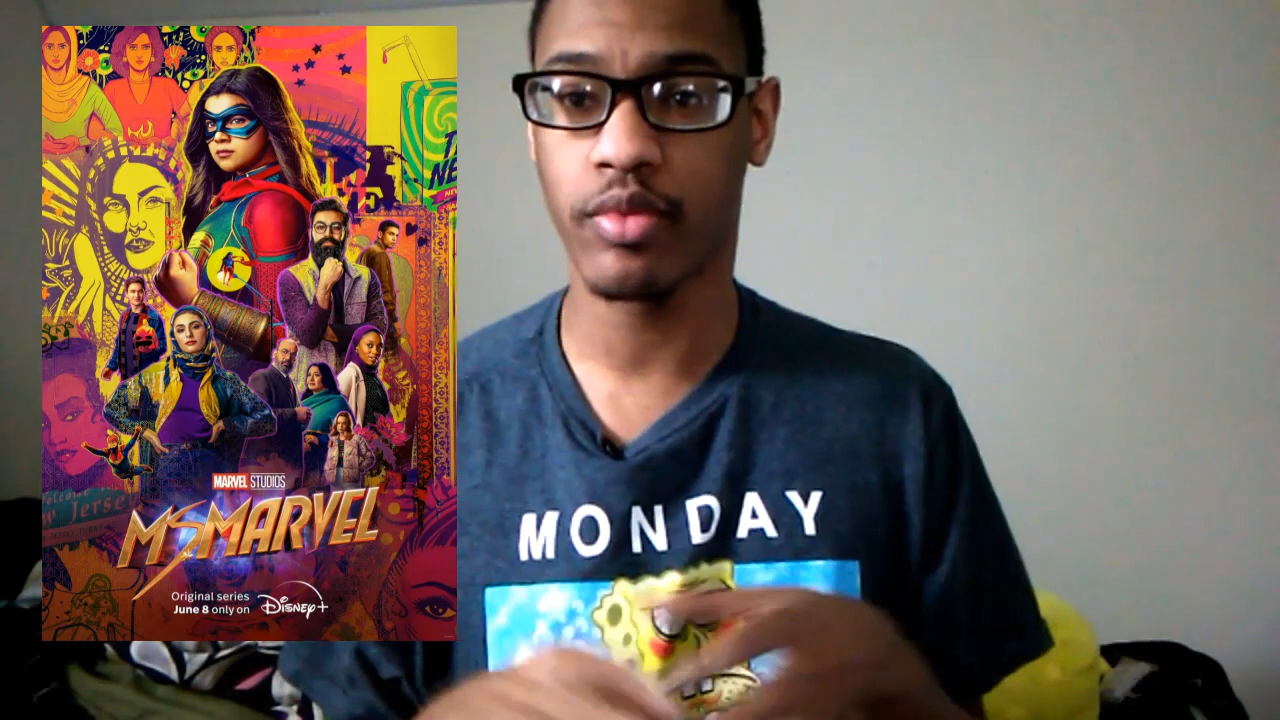 MARVEL STUDIOS
MS MARVEL
Original series
June 8 only on Disney+
MONDAY